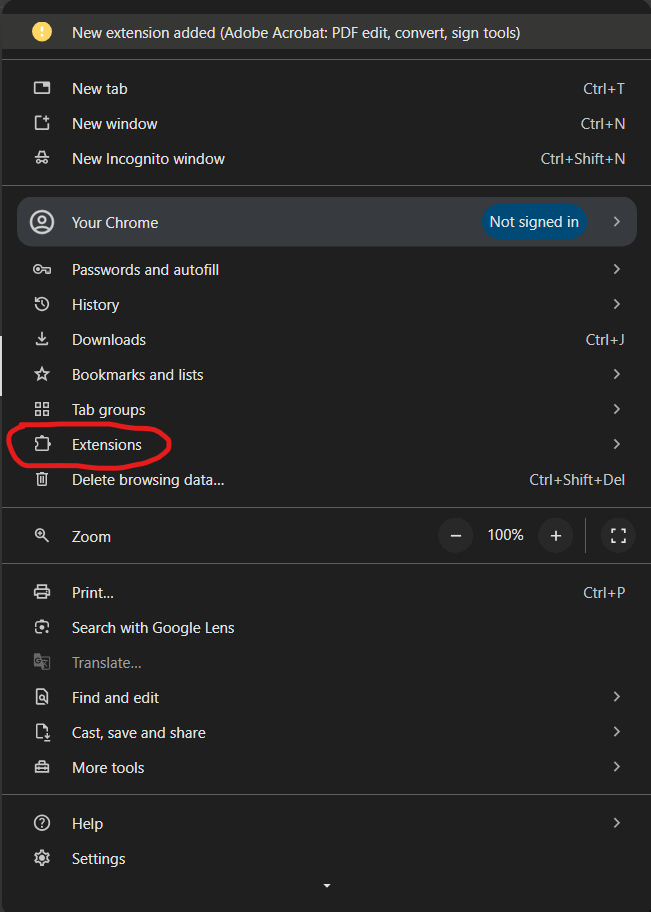 New extension added (Adobe Acrobat: PDF edit, convert, sign tools)
New tab Ctrl+T
New window Ctrl+N
New Incognito window Ctrl+Shift+N
Your Chrome Not signed in
Passwords and autofill
History
Downloads Ctrl+J
Bookmarks and lists
Tab groups
Extensions
Delete browsing data... Ctrl+Shift+Del
Zoom − 100% +
Print... Ctrl+P
Search with Google Lens
Translate...
Find and edit
Cast, save and share
More tools
Help
Settings